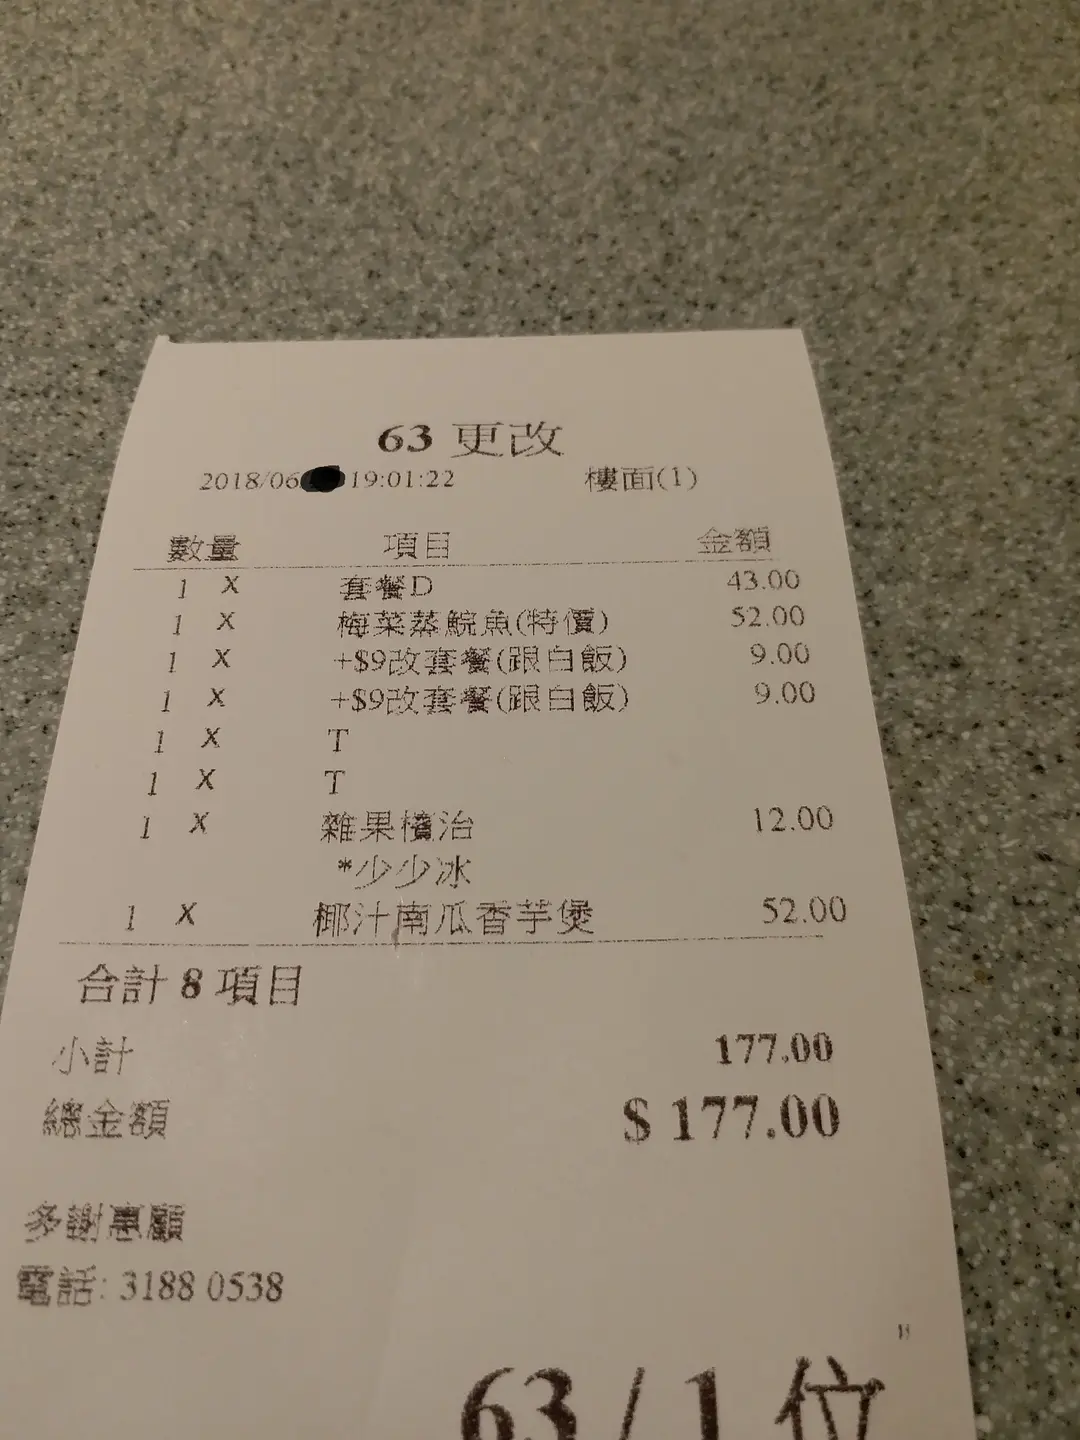 63 更改
2018/06 19:01:22 樓面(1)
數量 項目 金額
1 X 套餐D 43.00
1 X 梅菜蒸鯇魚(特價) 52.00
1 X +$9改套餐(跟白飯) 9.00
1 X +$9改套餐(跟白飯) 9.00
1 X T
1 X T
1 X 雜果檳治 12.00
*少少冰
1 X 椰汁南瓜香芋煲 52.00
合計 8 項目
小計 177.00
總金額 $ 177.00
多謝惠顧
電話: 3188 0538
63 / 1 位